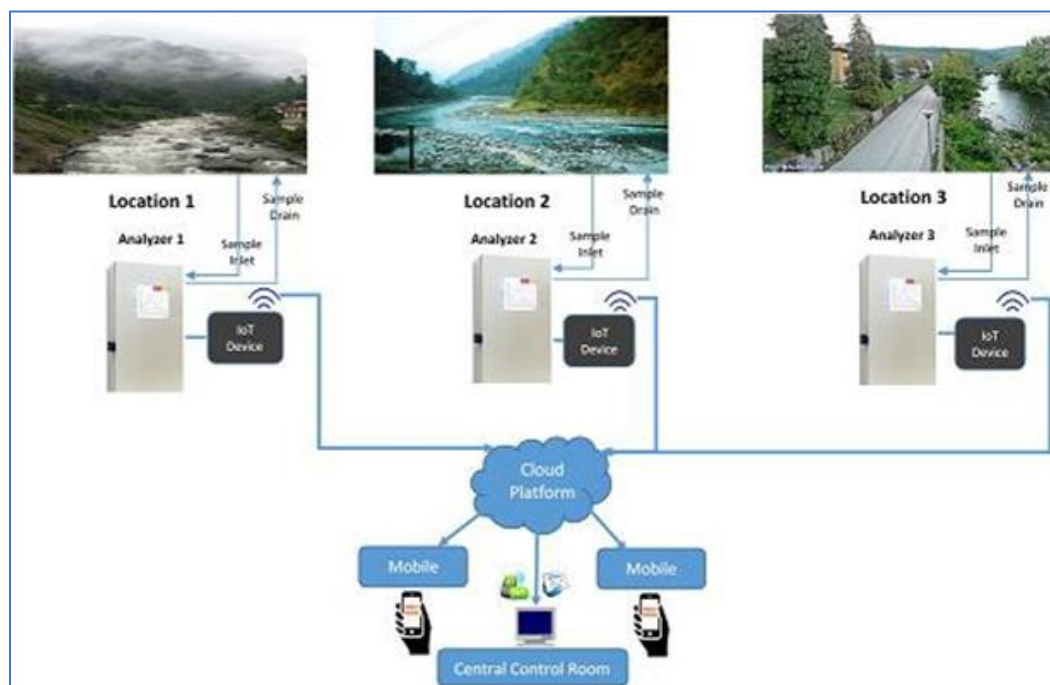 Location 1
Sample
Drain
Analyzer 1
Sample
Inlet
IoT
Device
Location 2
Sample
Drain
Analyzer 2
Sample
Inlet
IoT
Device
Location 3
Sample
Drain
Analyzer 3
Sample
Inlet
IoT
Device
Cloud
Platform
Mobile
Mobile
Central Control Room